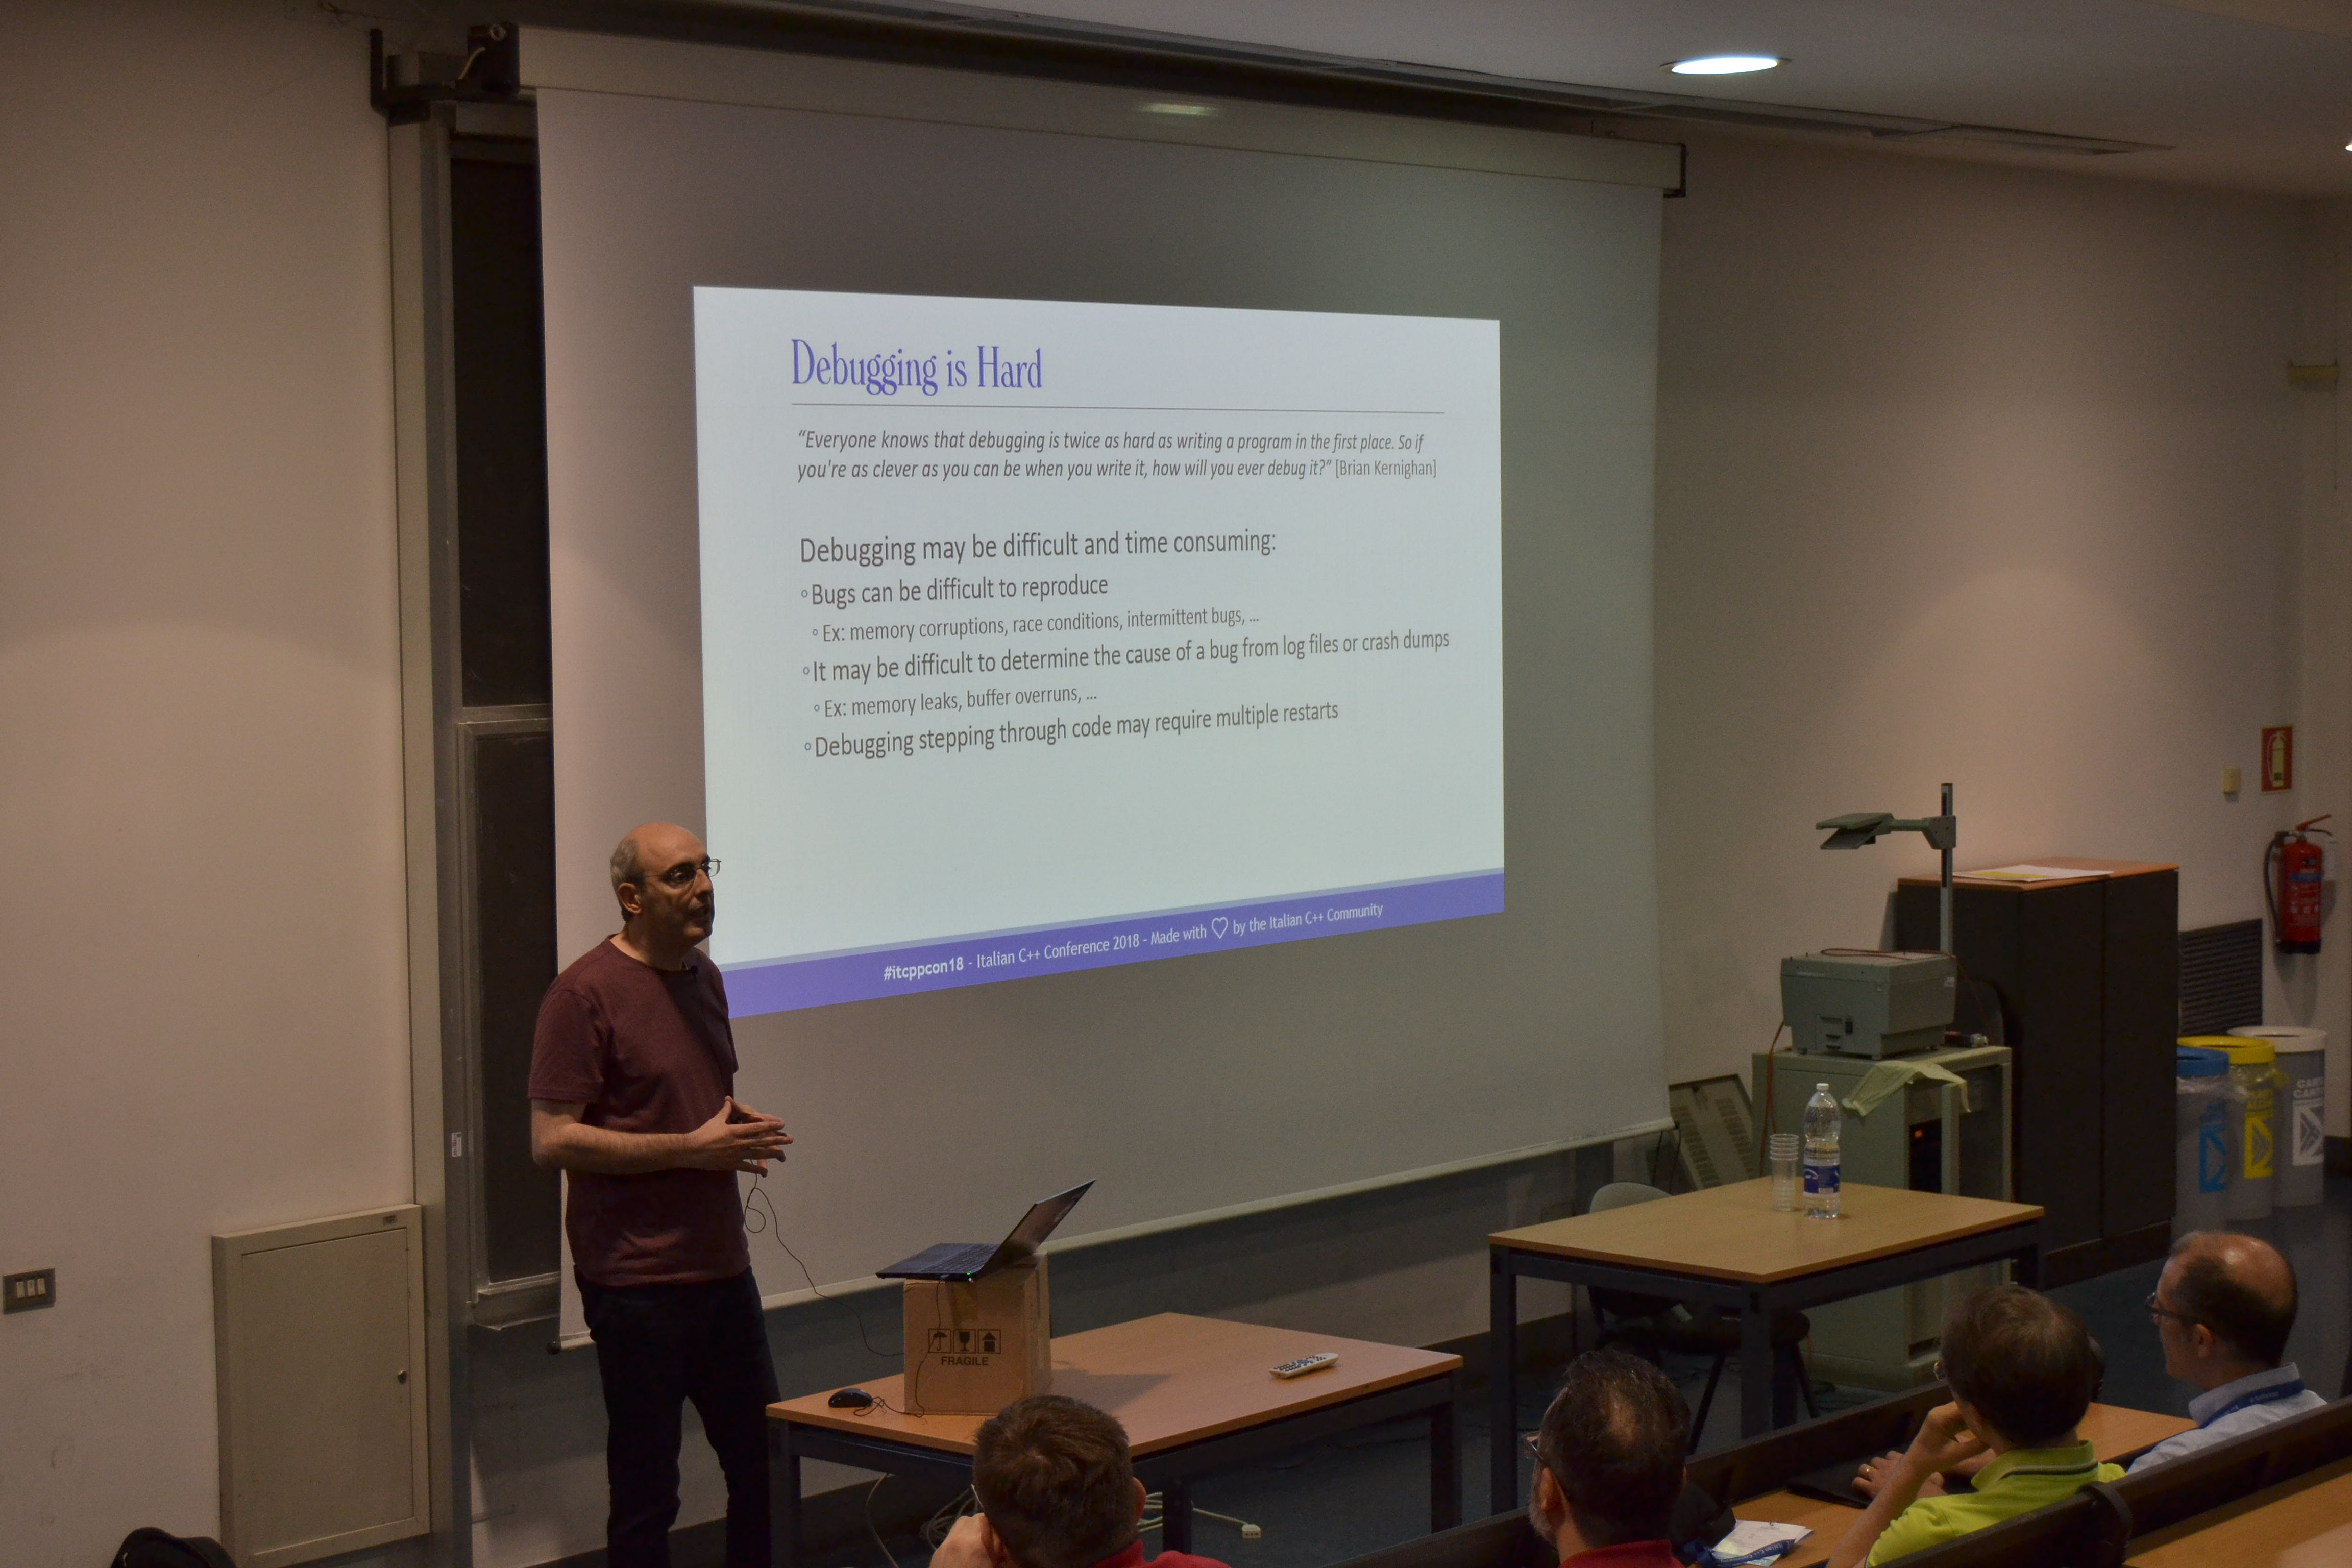 Debugging is Hard
“Everyone knows that debugging is twice as hard as writing a program in the first place. So if
you're as clever as you can be when you write it, how will you ever debug it?” [Brian Kernighan]
Debugging may be difficult and time consuming:
Bugs can be difficult to reproduce
Ex: memory corruptions, race conditions, intermittent bugs, ...
It may be difficult to determine the cause of a bug from log files or crash dumps
Ex: memory leaks, buffer overruns, ...
Debugging stepping through code may require multiple restarts
#itcppcon18 - Italian C++ Conference 2018 - Made with ♡ by the Italian C++ Community
FRAGILE